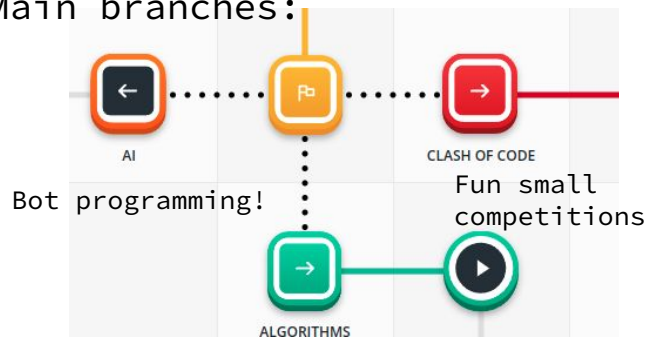 Main branches:
AI
CLASH OF CODE
Bot programming!
Fun small
competitions
ALGORITHMS